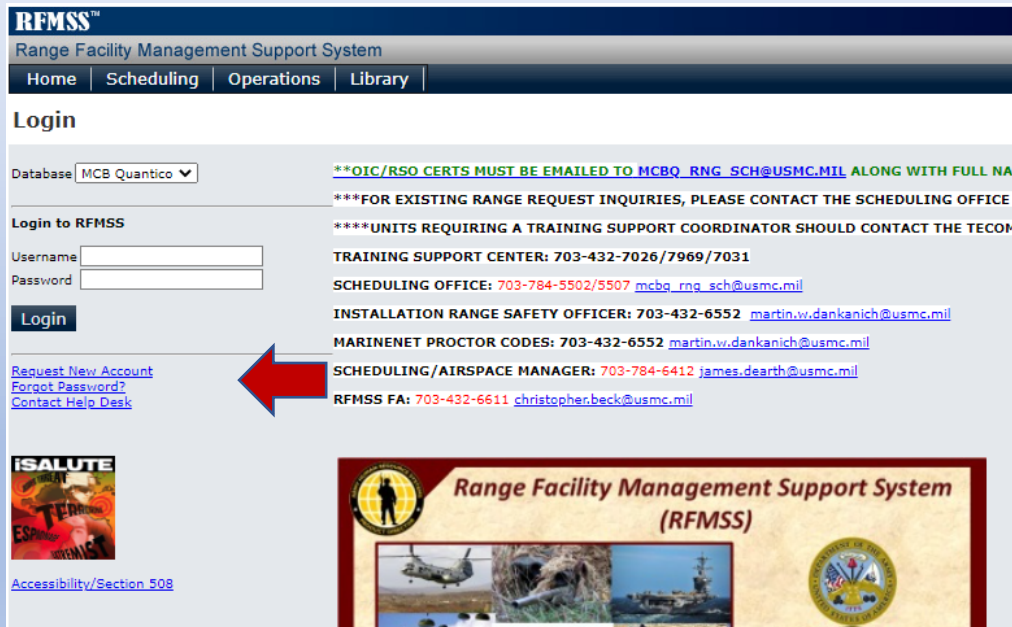 RFMSS™
Range Facility Management Support System
Home Scheduling Operations Library
Login
Database MCB Quantico
Login to RFMSS
Username
Password
Login
Request New Account
Forgot Password?
Contact Help Desk
iSALUTE
THREAT
TERRORISM
ESPIONAGE
EXTREMIST
Accessibility/Section 508
**OIC/RSO CERTS MUST BE EMAILED TO MCBQ_RNG_SCH@USMC.MIL ALONG WITH FULL NA
***FOR EXISTING RANGE REQUEST INQUIRIES, PLEASE CONTACT THE SCHEDULING OFFICE
****UNITS REQUIRING A TRAINING SUPPORT COORDINATOR SHOULD CONTACT THE TECOM
TRAINING SUPPORT CENTER: 703-432-7026/7969/7031
SCHEDULING OFFICE: 703-784-5502/5507 mcbq_rng_sch@usmc.mil
INSTALLATION RANGE SAFETY OFFICER: 703-432-6552 martin.w.dankanich@usmc.mil
MARINENET PROCTOR CODES: 703-432-6552 martin.w.dankanich@usmc.mil
SCHEDULING/AIRSPACE MANAGER: 703-784-6412 james.dearth@usmc.mil
RFMSS FA: 703-432-6611 christopher.beck@usmc.mil
Range Facility Management Support System
(RFMSS)